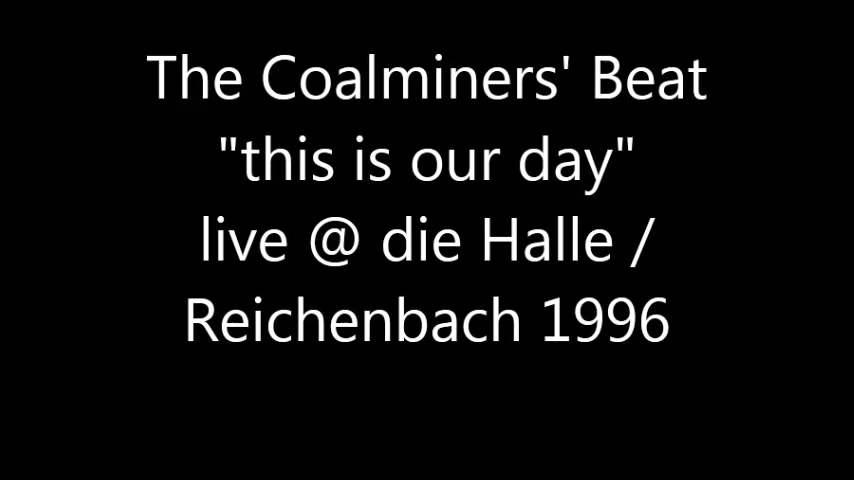 The Coalminers' Beat
"this is our day"
live @ die Halle /
Reichenbach 1996